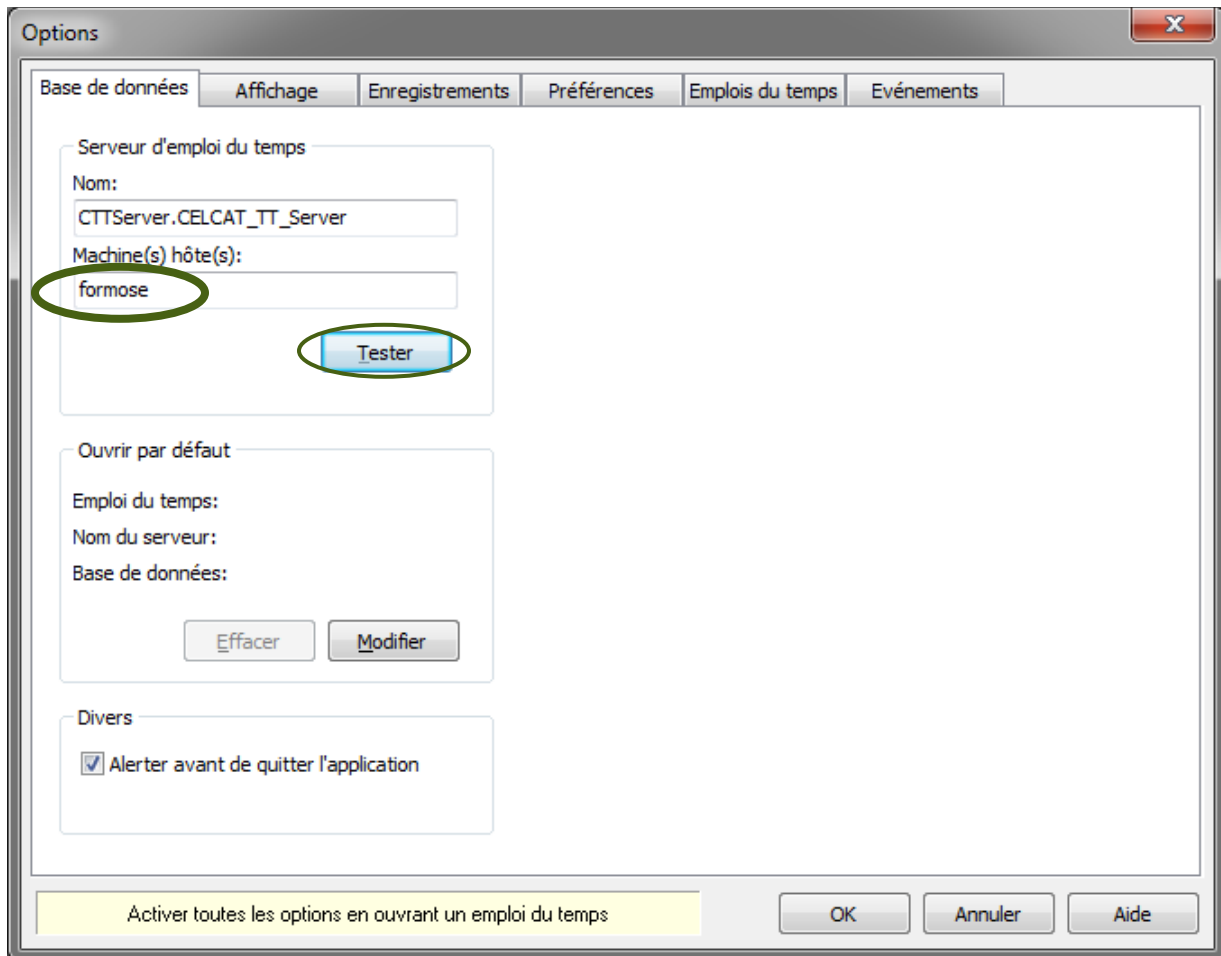 Options
X
Base de données Affichage Enregistrements Préférences Emplois du temps Evénements
Serveur d'emploi du temps
Nom:
CTTServer.CELCAT_TT_Server
Machine(s) hôte(s):
formose
Tester
Ouvrir par défaut
Emploi du temps:
Nom du serveur:
Base de données:
Effacer Modifier
Divers
Alerter avant de quitter l'application
Activer toutes les options en ouvrant un emploi du temps OK Annuler Aide